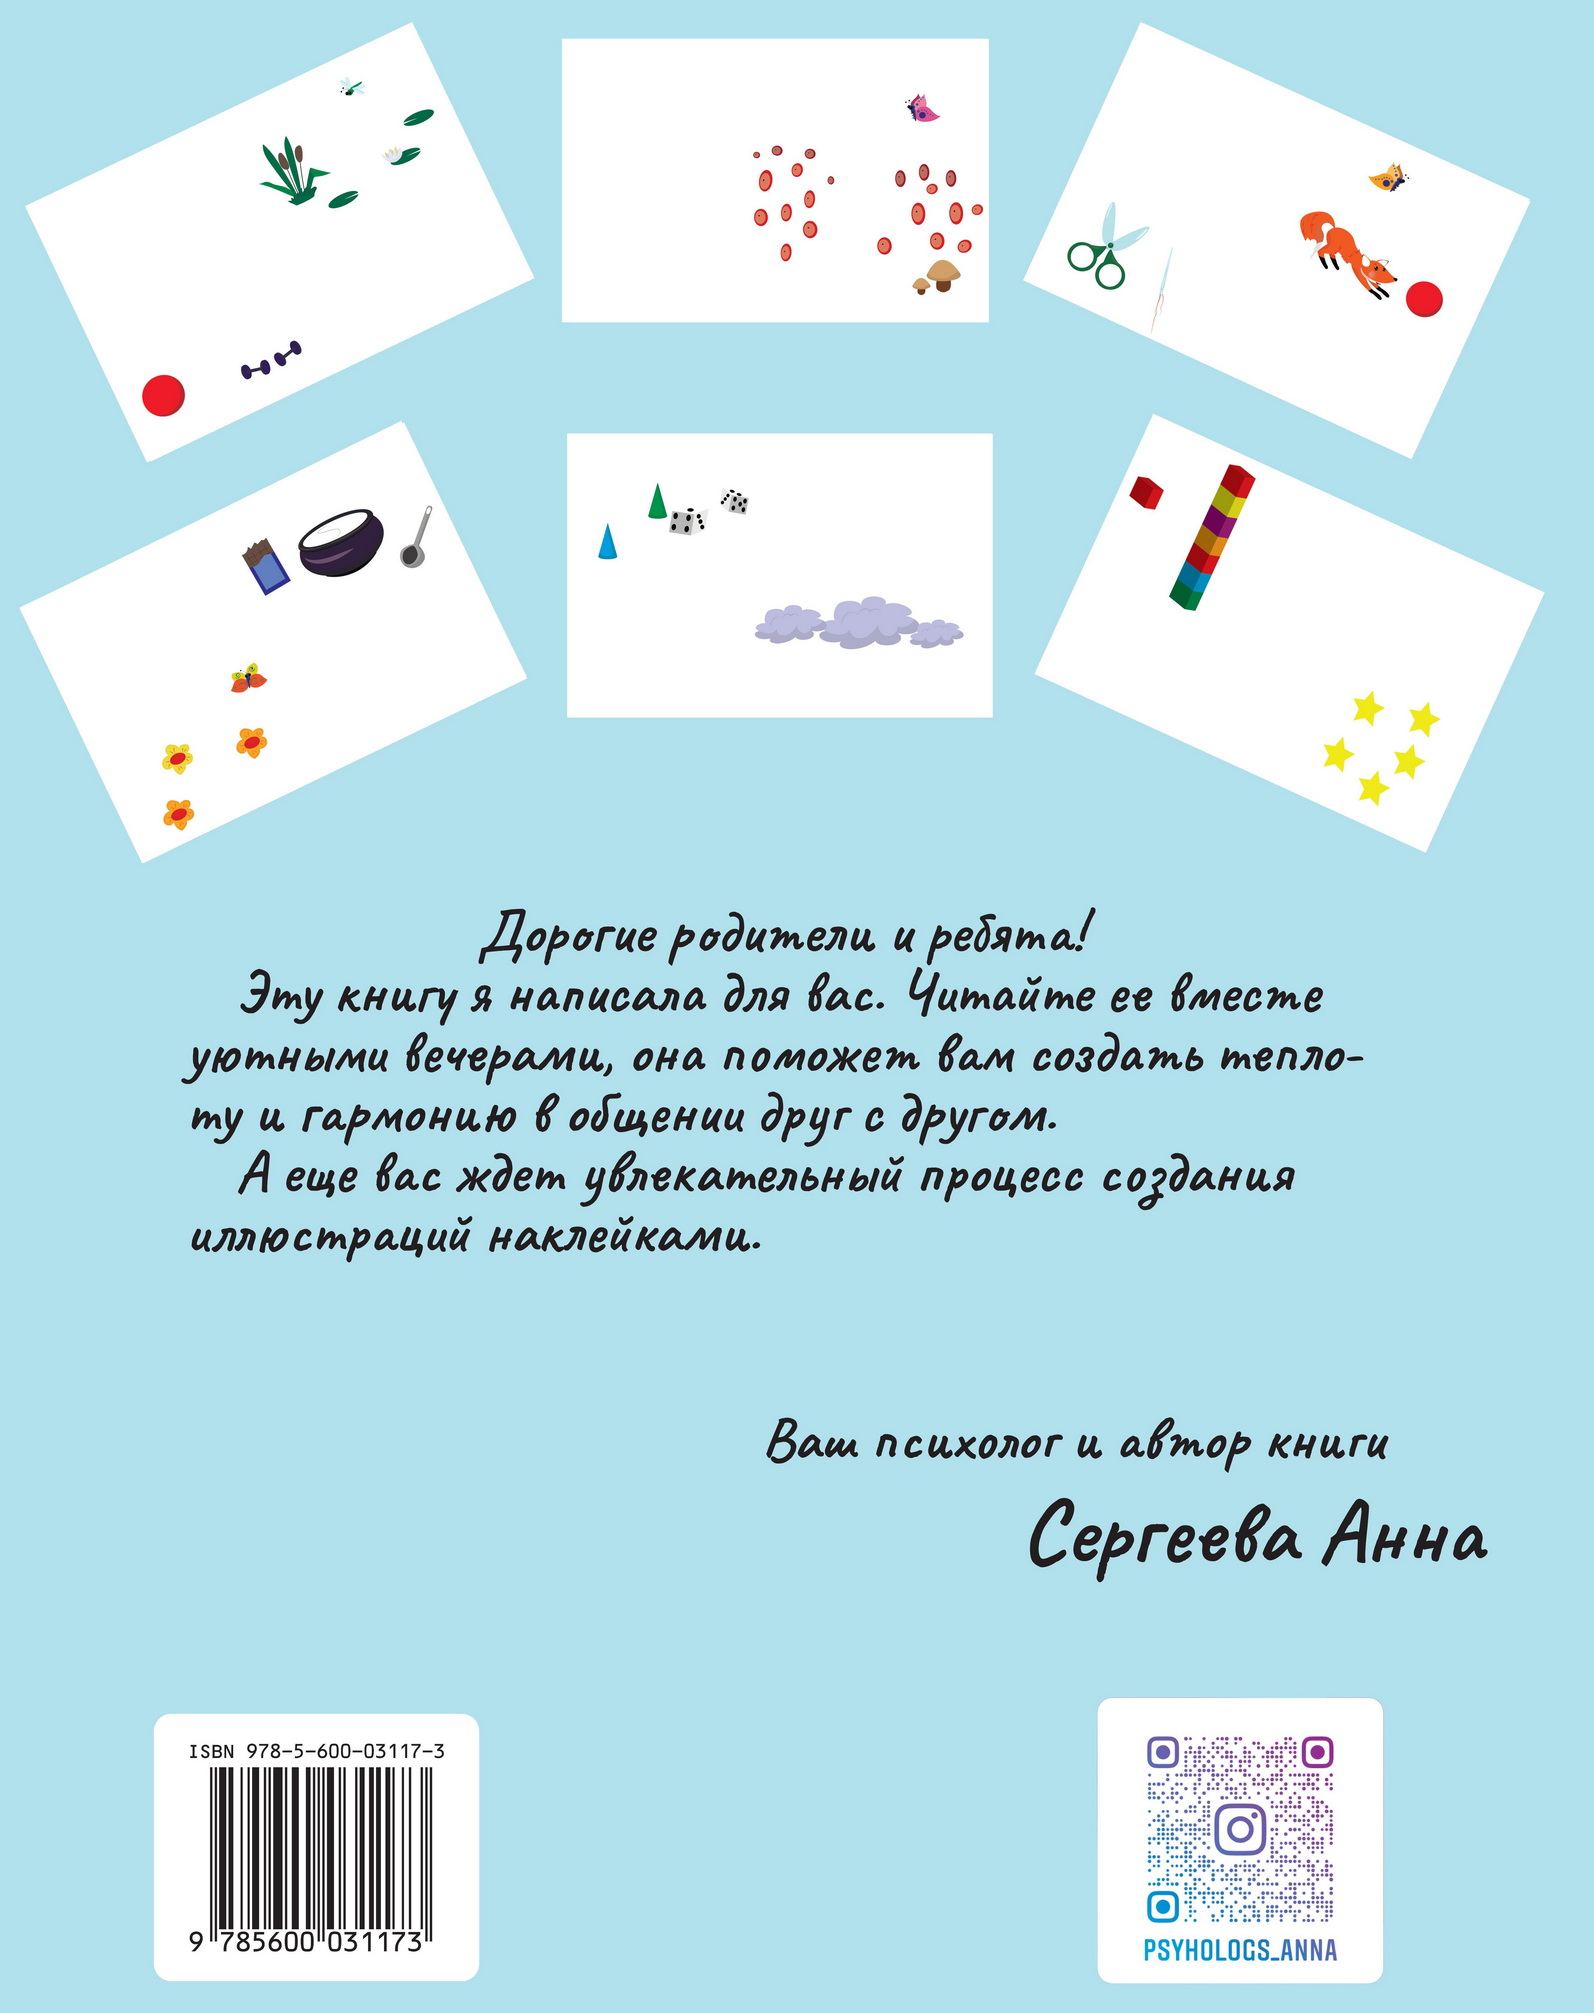 Дорогие родители и ребята!
Эту книгу я написала для вас. Читайте ее вместе
уютными вечерами, она поможет вам создать тепло-
ту и гармонию в общении друг с другом.
А еще вас ждет увлекательный процесс создания
иллюстраций наклейками.
Ваш психолог и автор книги
Сергеева Анна
ISBN 978-5-600-03117-3
9 785600 031173
PSYHOLOGS_ANNA